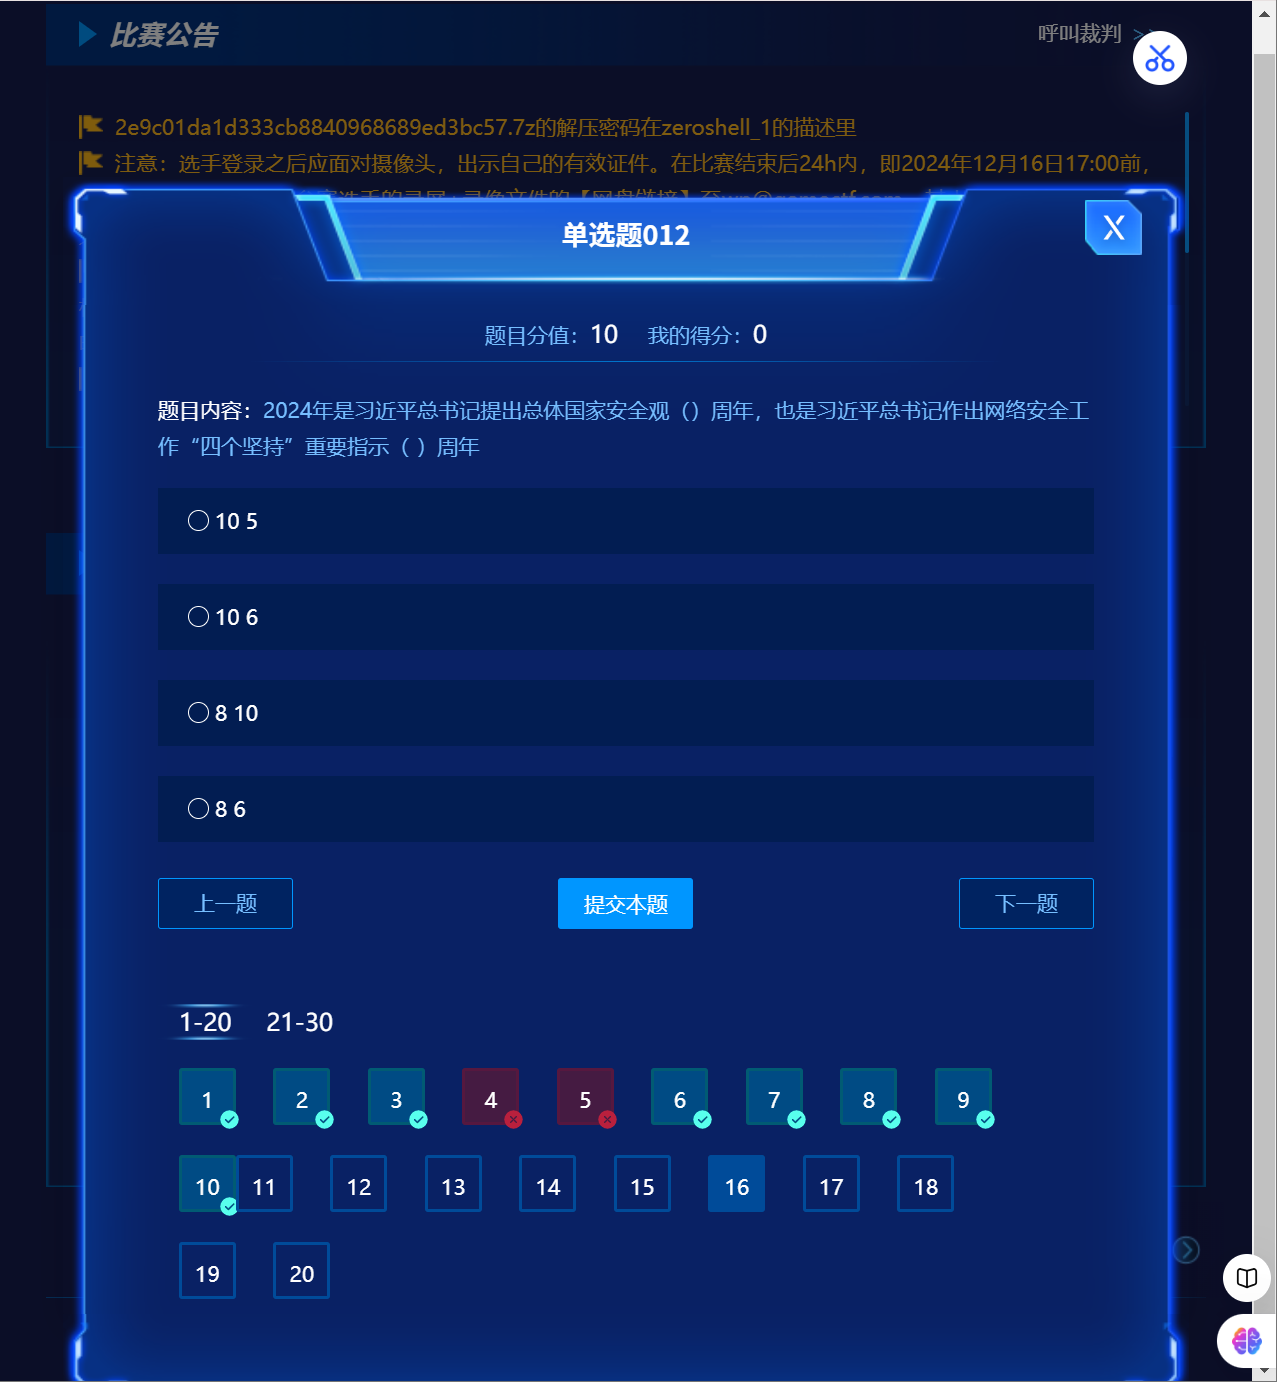 比赛公告
呼叫裁判 >>
2e9c01da1d333cb8840968689ed3bc57.7z的解压密码在zeroshell_1的描述里
注意：选手登录之后应面对摄像头，出示自己的有效证件。在比赛结束后24h内，即2024年12月16日17:00前，
单选题012
X
题目分值：10 我的得分：0
题目内容：2024年是习近平总书记提出总体国家安全观（）周年，也是习近平总书记作出网络安全工
作“四个坚持”重要指示（ ）周年
10 5
10 6
8 10
8 6
上一题 提交本题 下一题
1-20 21-30
1 2 3 4 5 6 7 8 9
10 11 12 13 14 15 16 17 18
19 20